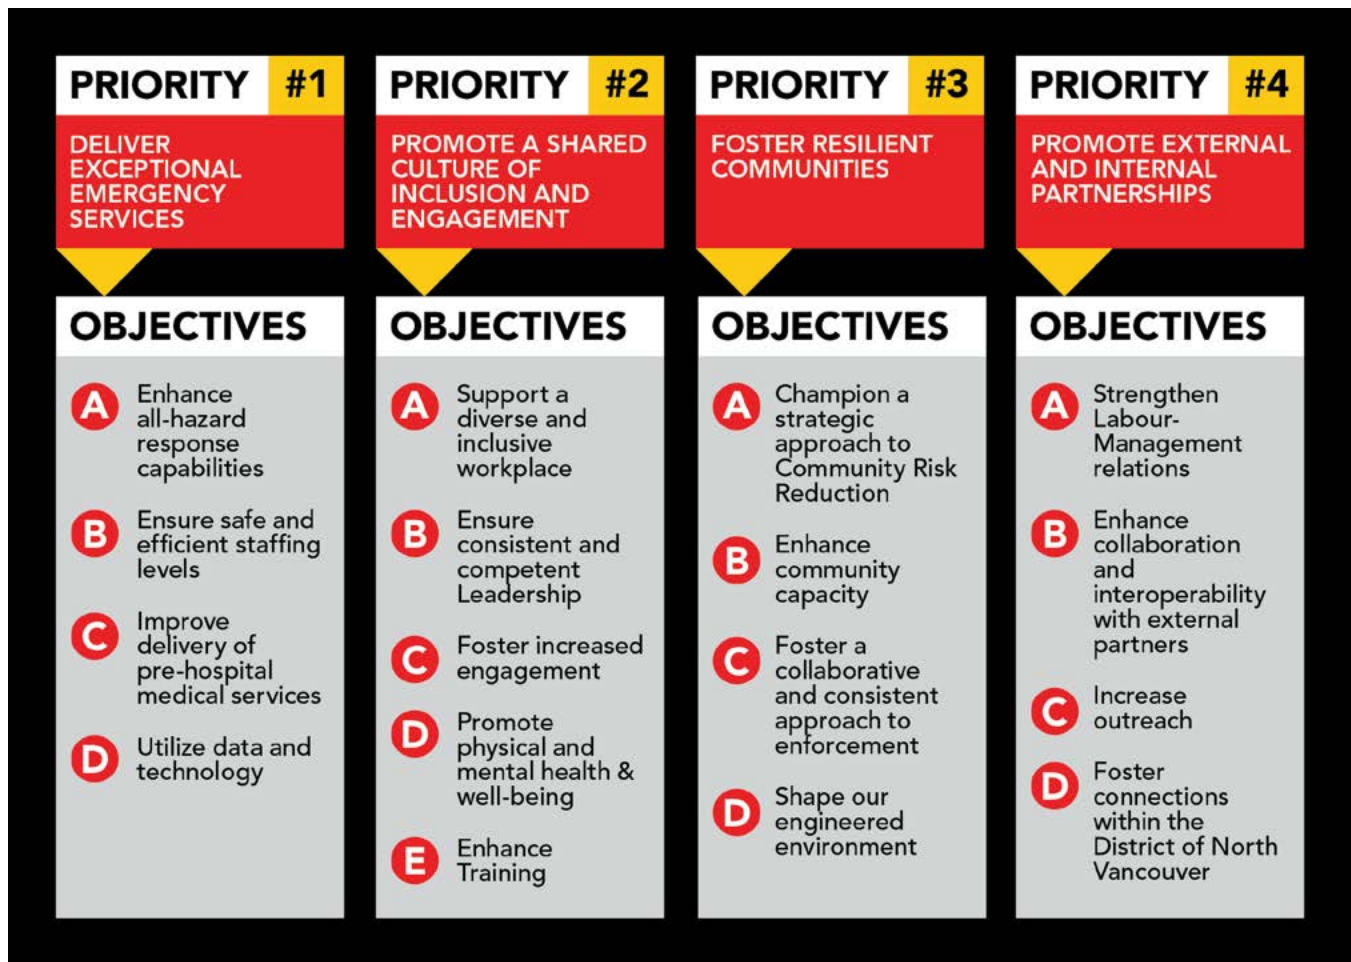 PRIORITY #1
DELIVER
EXCEPTIONAL
EMERGENCY
SERVICES
OBJECTIVES
A Enhance
all-hazard
response
capabilities
B Ensure safe and
efficient staffing
levels
C Improve
delivery of
pre-hospital
medical services
D Utilize data and
technology
PRIORITY #2
PROMOTE A SHARED
CULTURE OF
INCLUSION AND
ENGAGEMENT
OBJECTIVES
A Support a
diverse and
inclusive
workplace
B Ensure
consistent and
competent
Leadership
C Foster increased
engagement
D Promote
physical and
mental health &
well-being
E Enhance
Training
PRIORITY #3
FOSTER RESILIENT
COMMUNITIES
OBJECTIVES
A Champion a
strategic
approach to
Community Risk
Reduction
B Enhance
community
capacity
C Foster a
collaborative
and consistent
approach to
enforcement
D Shape our
engineered
environment
PRIORITY #4
PROMOTE EXTERNAL
AND INTERNAL
PARTNERSHIPS
OBJECTIVES
A Strengthen
Labour-
Management
relations
B Enhance
collaboration
and
interoperability
with external
partners
C Increase
outreach
D Foster
connections
within the
District of North
Vancouver